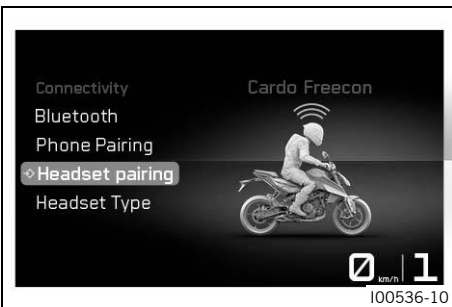 Connectivity
Cardo Freecon
Bluetooth
Phone Pairing
Headset pairing
Headset Type
0 km/h 1
I00536-10